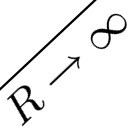 R → ∞